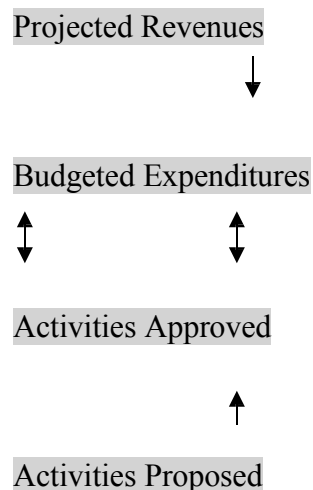 Projected Revenues
Budgeted Expenditures
Activities Approved
Activities Proposed